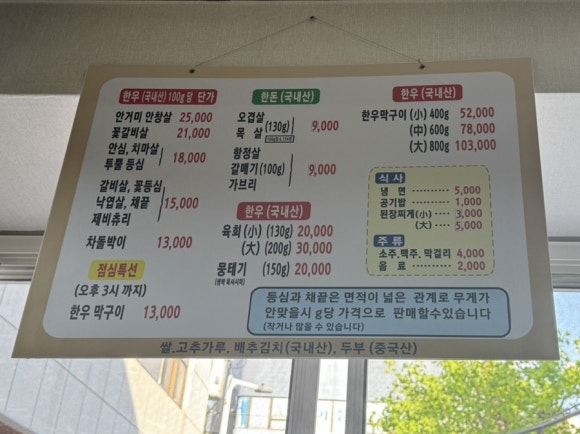 한우 (국내산) 100g 당 단가
안거미 안창살 25,000
꽃갈비살 21,000
안심, 치마살
투뿔 등심
18,000
갈비살, 꽃등심
낙엽살, 채끝
제비츄리
15,000
차돌박이 13,000
점심특선
(오후 3시 까지)
한우 막구이 13,000
한돈 (국내산)
오겹살
목 살 (130g)
9,000
항정살
갈매기 (100g)
가브리
9,000
한우 (국내산)
육회 (小) (130g) 20,000
(大) (200g) 30,000
뭉테기 (150g) 20,000
한우 (국내산)
한우막구이 (小) 400g 52,000
(中) 600g 78,000
(大) 800g 103,000
식 사
냉 면 ·········· 5,000
공기밥 ·········· 1,000
된장찌개(小) ···· 3,000
(大) ···· 5,000
주 류
소주,맥주, 막걸리 4,000
음 료 ·········· 2,000
등심과 채끝은 면적이 넓은 관계로 무게가
안맞을시 g당 가격으로 판매할수있습니다
(작거나 많을 수 있습니다)
쌀,고추가루, 배추김치(국내산), 두부 (중국산)